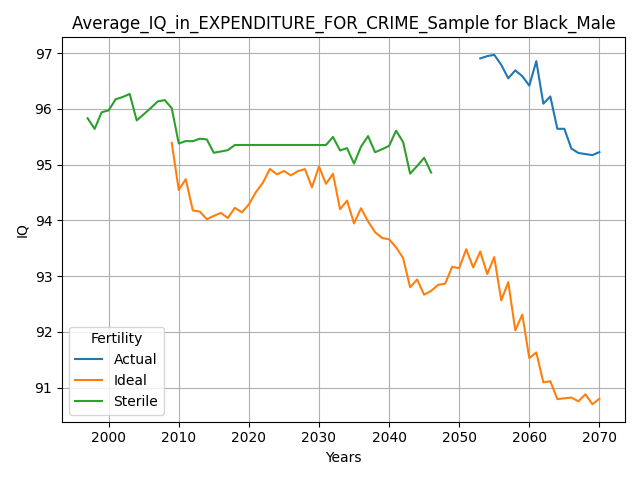 Average_IQ_in_EXPENDITURE_FOR_CRIME_Sample for Black_Male
97
96
95
94
93
92
91
IQ
Fertility
Actual
Ideal
Sterile
2000
2010
2020
2030
2040
2050
2060
2070
Years